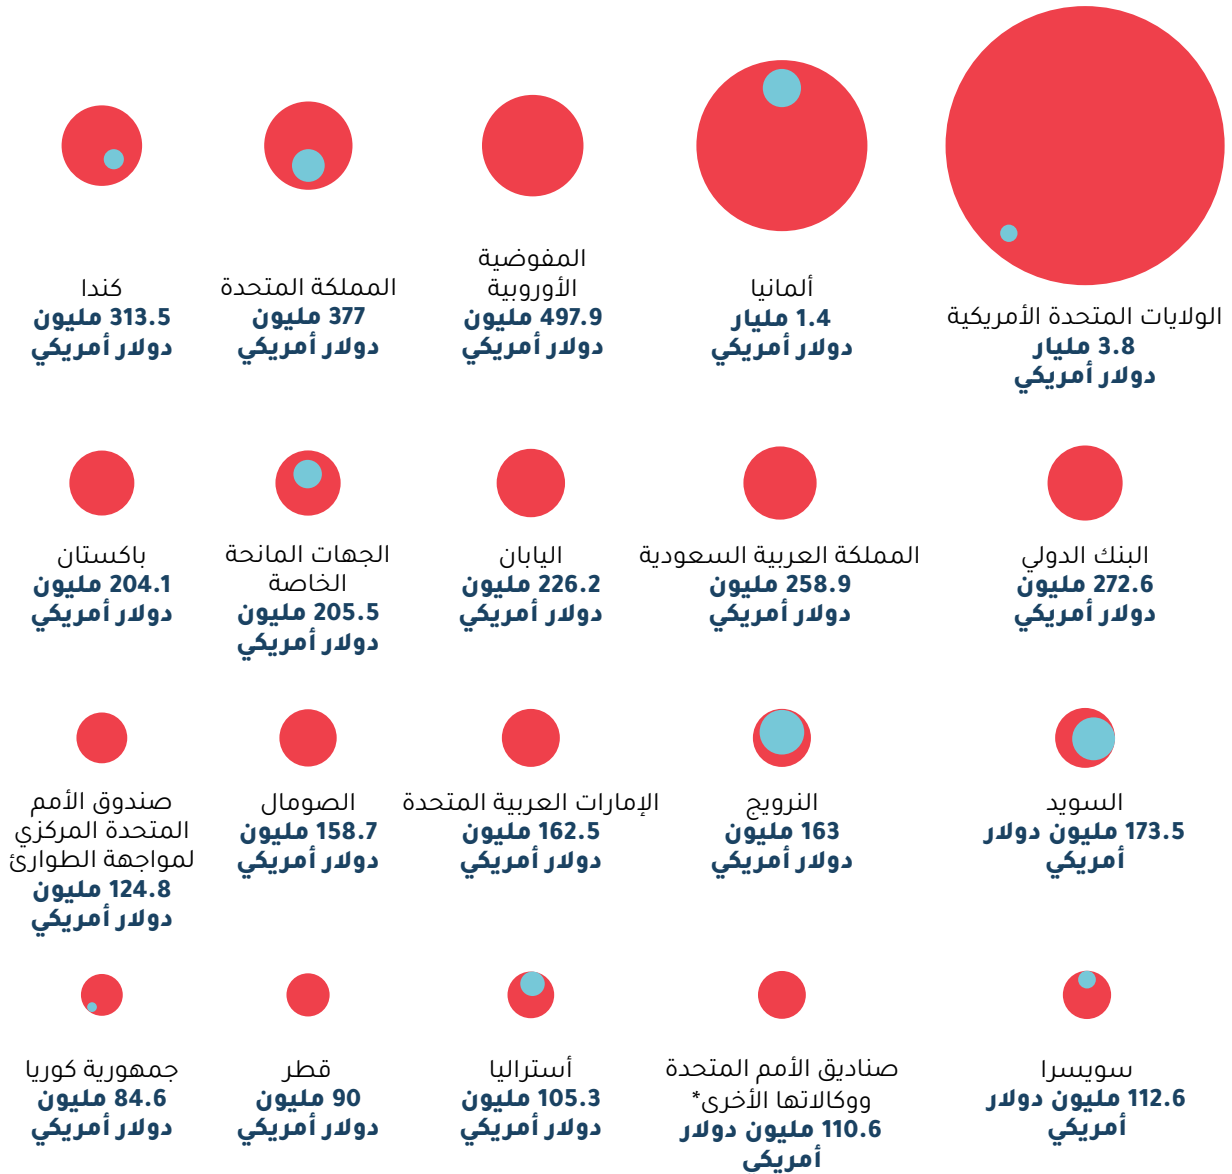 الولايات المتحدة الأمريكية
3.8 مليار
دولار أمريكي
ألمانيا
1.4 مليار
دولار أمريكي
المفوضية
الأوروبية
497.9 مليون
دولار أمريكي
المملكة المتحدة
377 مليون
دولار أمريكي
كندا
313.5 مليون
دولار أمريكي
البنك الدولي
272.6 مليون
دولار أمريكي
المملكة العربية السعودية
258.9 مليون
دولار أمريكي
اليابان
226.2 مليون
دولار أمريكي
الجهات المانحة
الخاصة
205.5 مليون
دولار أمريكي
باكستان
204.1 مليون
دولار أمريكي
السويد
173.5 مليون دولار
أمريكي
النرويج
163 مليون
دولار أمريكي
الإمارات العربية المتحدة
162.5 مليون
دولار أمريكي
الصومال
158.7 مليون
دولار أمريكي
صندوق الأمم
المتحدة المركزي
لمواجهة الطوارئ
124.8 مليون
دولار أمريكي
سويسرا
112.6 مليون دولار
أمريكي
صناديق الأمم المتحدة
ووكالاتها الأخرى*
110.6 مليون دولار
أمريكي
أستراليا
105.3 مليون
دولار أمريكي
قطر
90 مليون
دولار أمريكي
جمهورية كوريا
84.6 مليون
دولار أمريكي